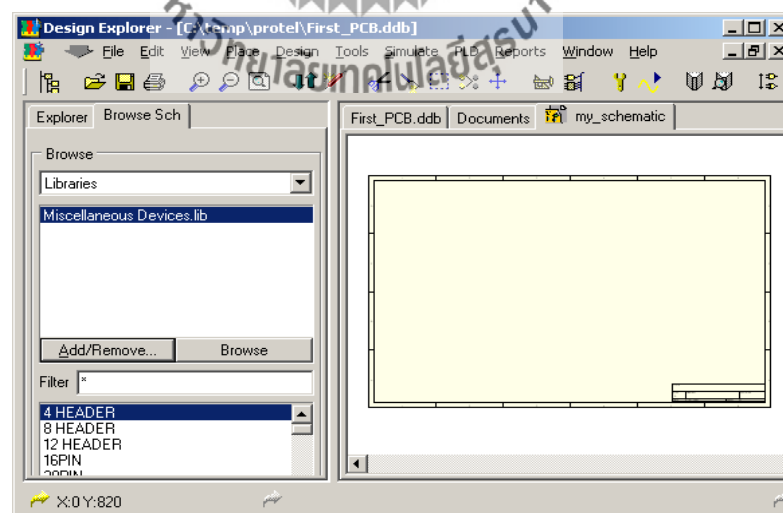 Design Explorer - [C:\temp\protel\First_PCB.ddb]
File Edit View Place Design Tools Simulate PLD Reports Window Help
Explorer Browse Sch
First_PCB.ddb Documents my_schematic
Browse
Libraries
Miscellaneous Devices.lib
Add/Remove... Browse
Filter *
4 HEADER
8 HEADER
12 HEADER
16PIN
20PIN
X:0 Y:820